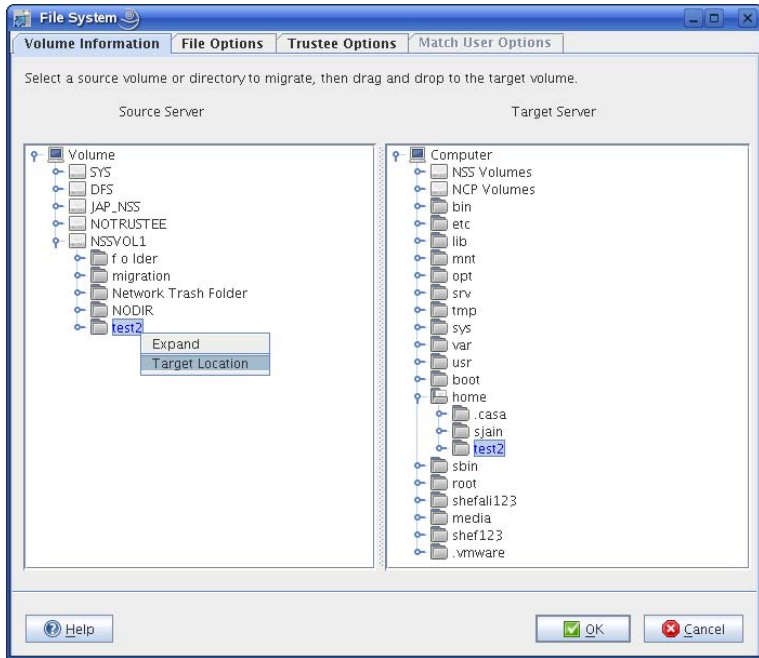 File System
Volume Information File Options Trustee Options Match User Options
Select a source volume or directory to migrate, then drag and drop to the target volume.
Source Server
Volume
SYS
DFS
JAP_NSS
NOTRUSTEE
NSSVOL1
f o lder
migration
Network Trash Folder
NODIR
test2
Expand
Target Location
Target Server
Computer
NSS Volumes
NCP Volumes
bin
etc
lib
mnt
opt
srv
tmp
sys
var
usr
boot
home
.casa
sjain
test2
sbin
root
shefali123
media
shef123
.vmware
Help OK Cancel